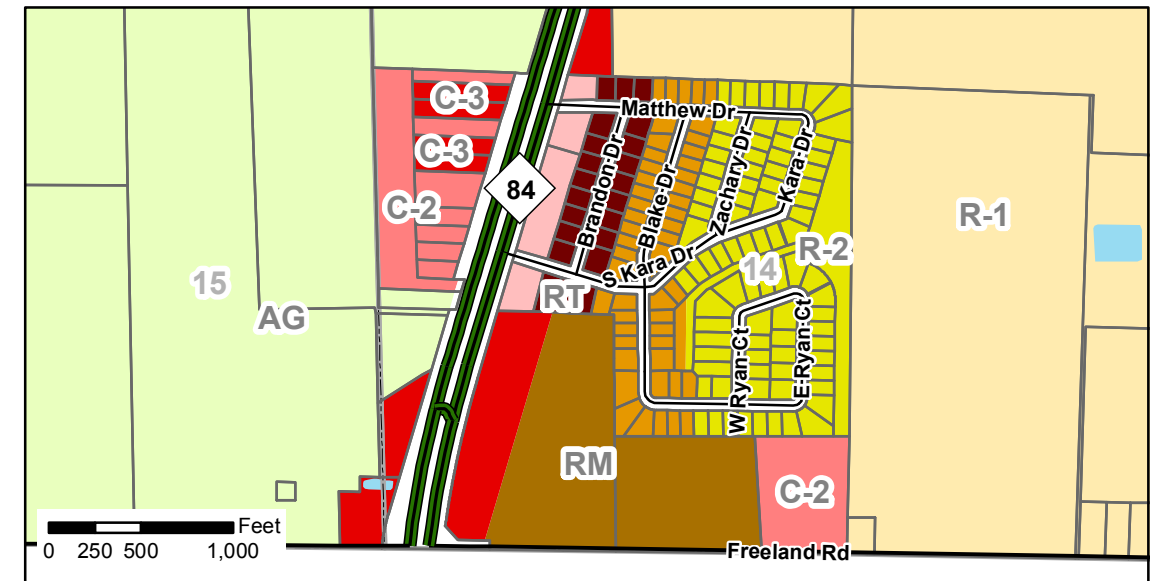 C-3
Matthew Dr
C-3
84
Brandon Dr
Blake Dr
Zachary Dr
Kara Dr
C-2
R-1
S Kara Dr
R-2
15
14
AG
RT
W Ryan Ct
E Ryan Ct
RM
C-2
Feet
0 250 500 1,000
Freeland Rd